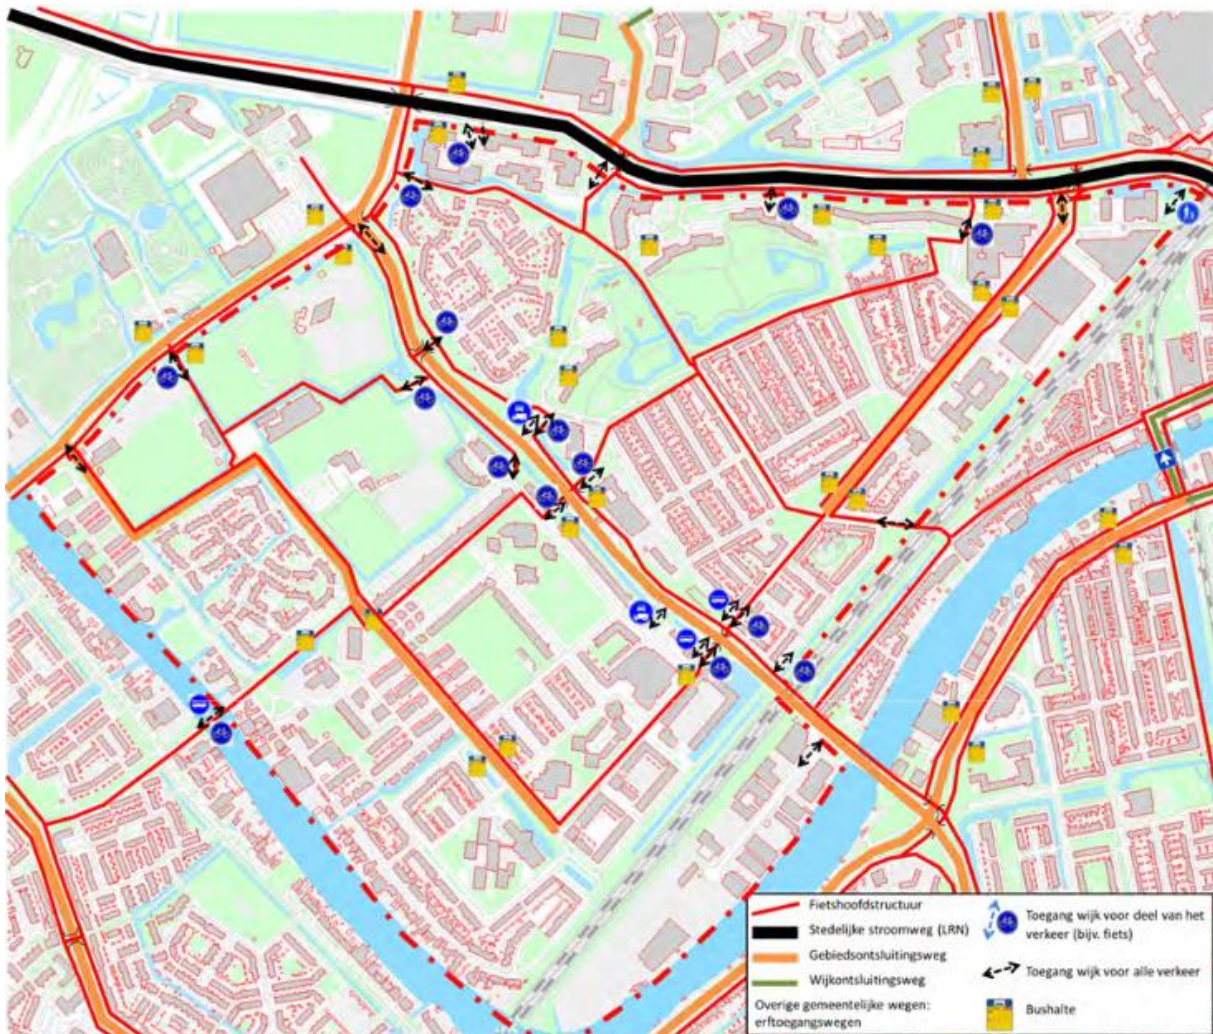 Fietshoofdstructuur
Stedelijke stroomweg (LRN)
Gebiedsontsluitingsweg
Wijkontsluitingsweg
Overige gemeentelijke wegen:
erftoegangswegen
Toegang wijk voor deel van het
verkeer (bijv. fiets)
Toegang wijk voor alle verkeer
Bushalte